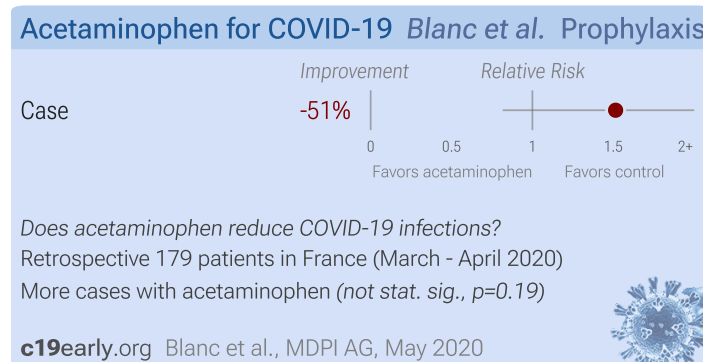 Acetaminophen for COVID-19 Blanc et al. Prophylaxis
Improvement Relative Risk
Case -51%
0 0.5 1 1.5 2+
Favors acetaminophen Favors control
Does acetaminophen reduce COVID-19 infections?
Retrospective 179 patients in France (March - April 2020)
More cases with acetaminophen (not stat. sig., p=0.19)
c19early.org Blanc et al., MDPI AG, May 2020